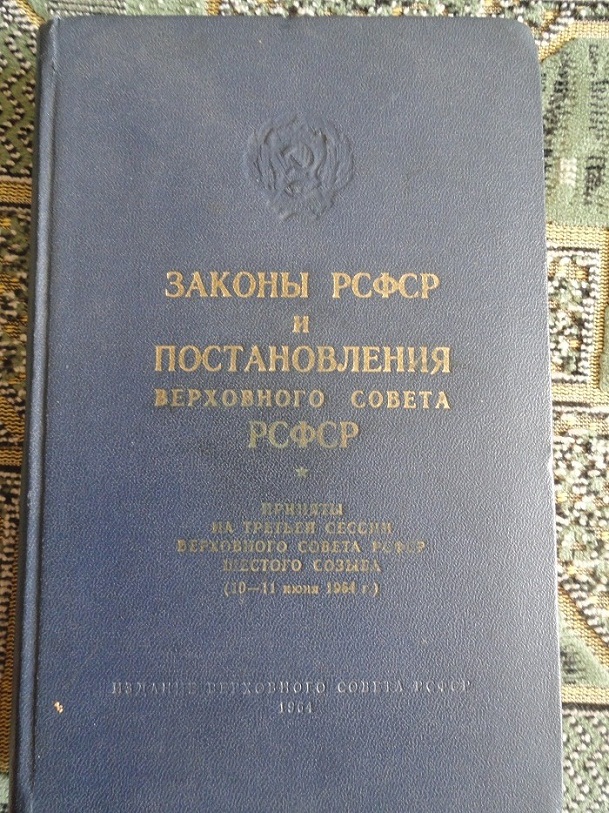 ЗАКОНЫ РСФСР
и
ПОСТАНОВЛЕНИЯ
ВЕРХОВНОГО СОВЕТА
РСФСР
ПРИНЯТЫ
НА ТРЕТЬЕЙ СЕССИИ
ВЕРХОВНОГО СОВЕТА РСФСР
ШЕСТОГО СОЗЫВА
(10—11 июня 1964 г.)
ИЗДАНИЕ ВЕРХОВНОГО СОВЕТА РСФСР
1964